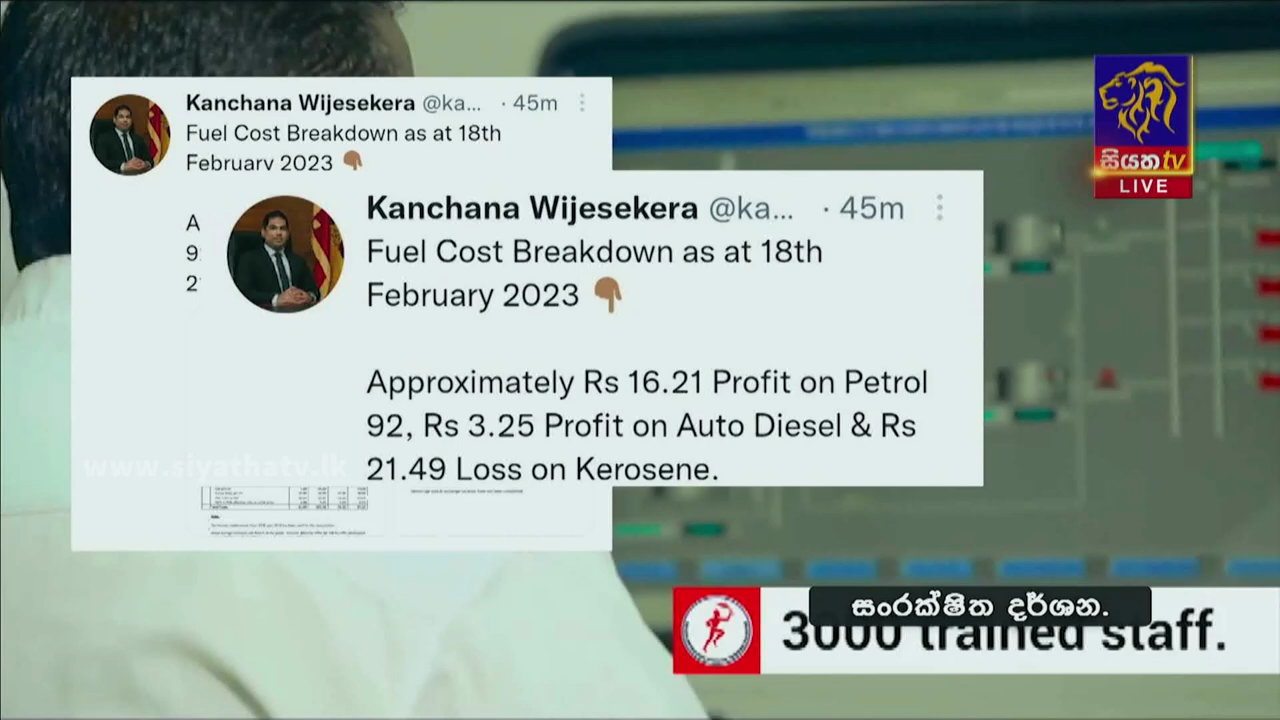 Kanchana Wijesekera @ka... · 45m
Fuel Cost Breakdown as at 18th
February 2023 👇🏾
A
9
2
Kanchana Wijesekera @ka... · 45m
Fuel Cost Breakdown as at 18th
February 2023 👇🏾
Approximately Rs 16.21 Profit on Petrol
92, Rs 3.25 Profit on Auto Diesel & Rs
21.49 Loss on Kerosene.
සියත tv
LIVE
www.siyathatv.lk
සංරක්ෂිත දර්ශන.
3000 trained staff.